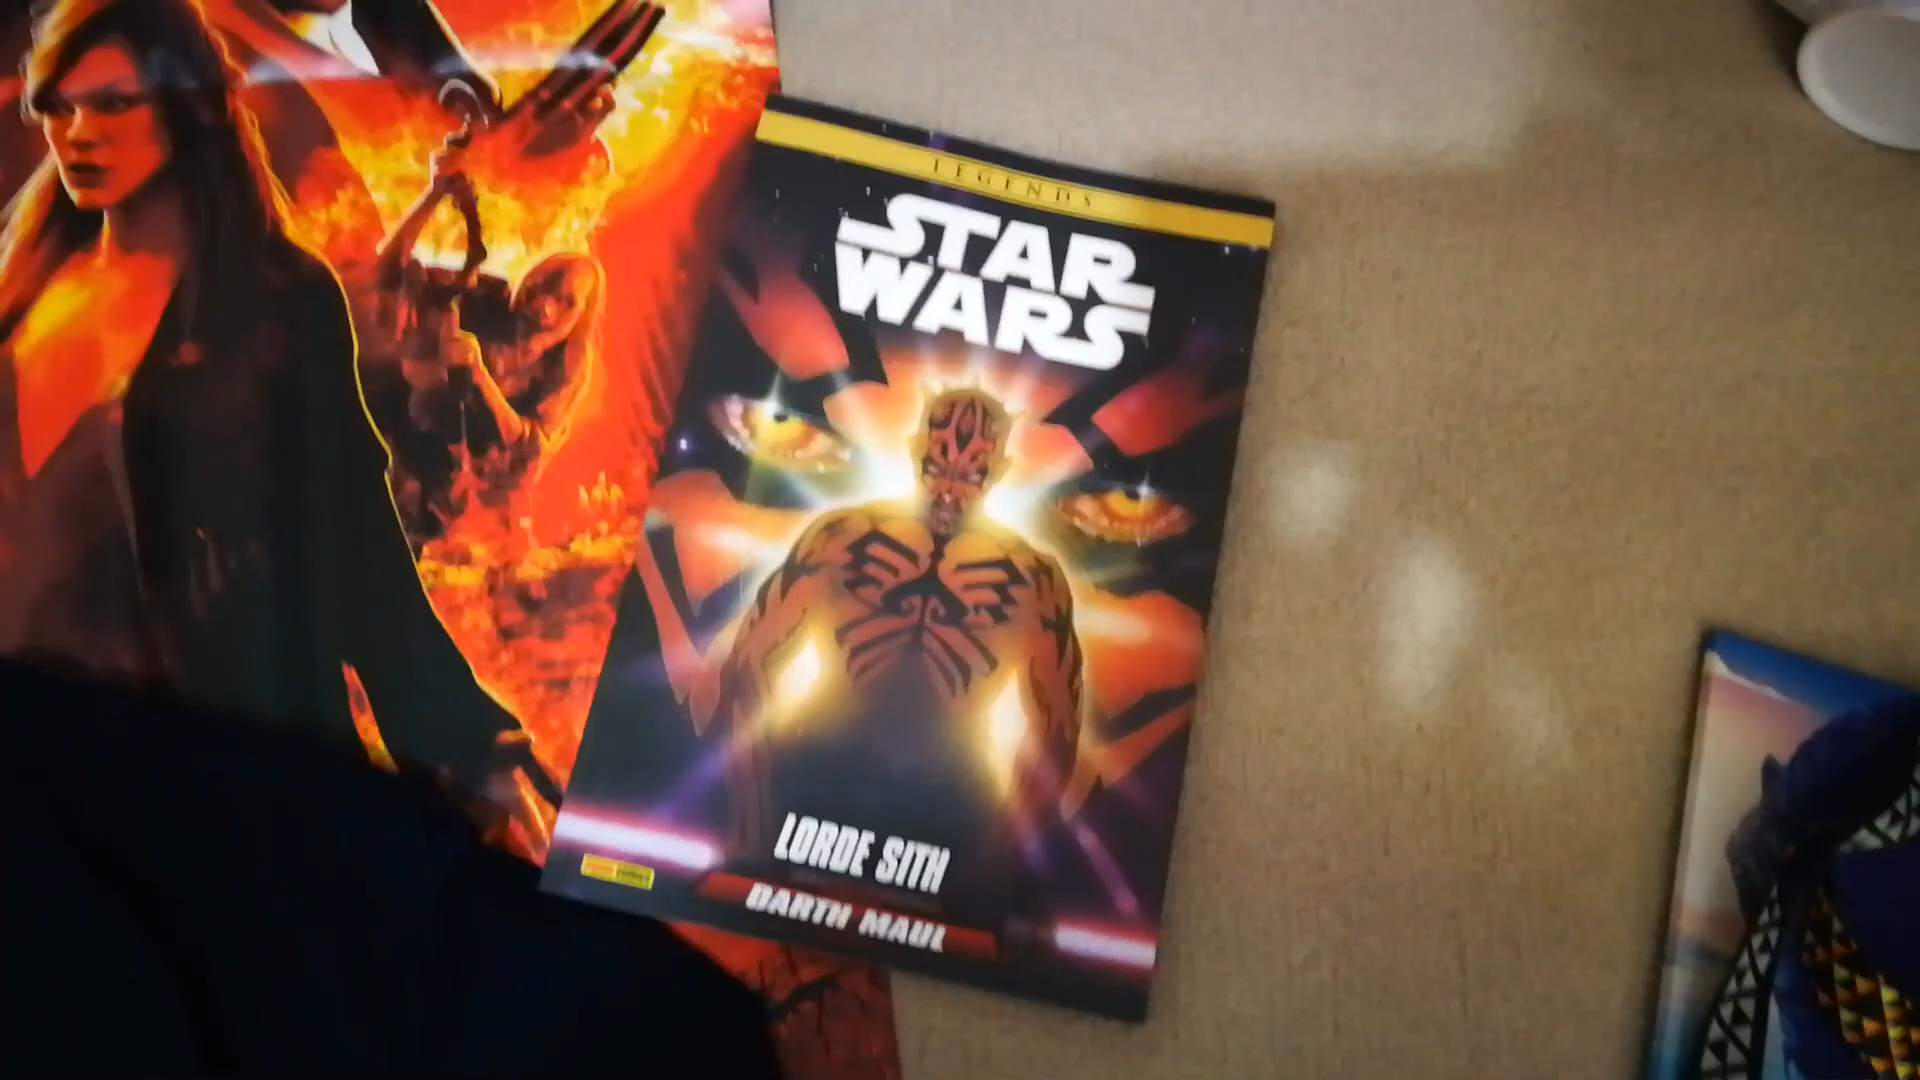 LEGENDS
STAR
WARS
LORDE SITH
DARTH MAUL